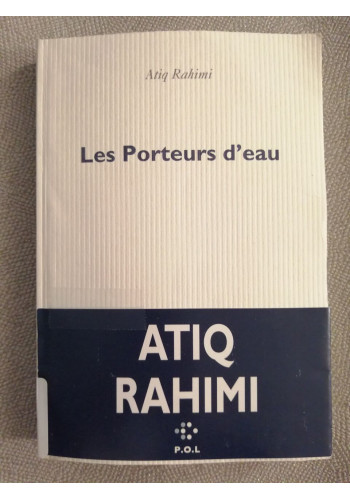 Atiq Rahimi
Les Porteurs d'eau
ATIQ
RAHIMI
P.O.L